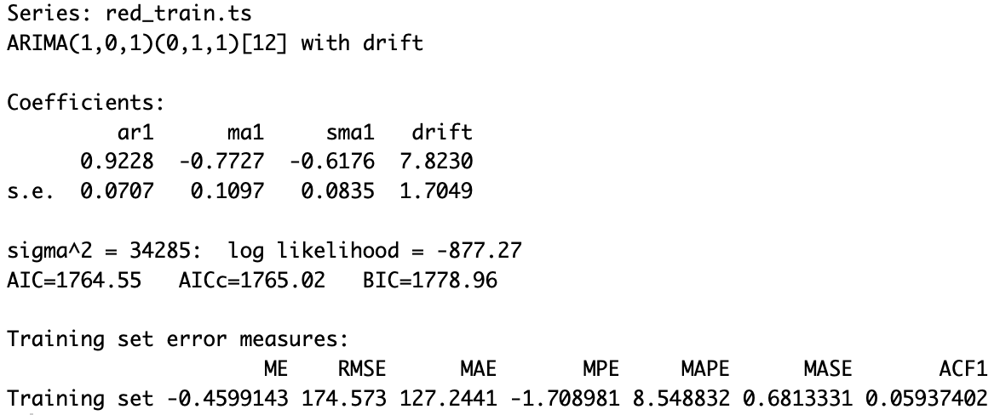 Series: red_train.ts
ARIMA(1,0,1)(0,1,1)[12] with drift
Coefficients:
ar1 ma1 sma1 drift
0.9228 -0.7727 -0.6176 7.8230
s.e. 0.0707 0.1097 0.0835 1.7049
sigma^2 = 34285: log likelihood = -877.27
AIC=1764.55 AICc=1765.02 BIC=1778.96
Training set error measures:
ME RMSE MAE MPE MAPE MASE ACF1
Training set -0.4599143 174.573 127.2441 -1.708981 8.548832 0.6813331 0.05937402